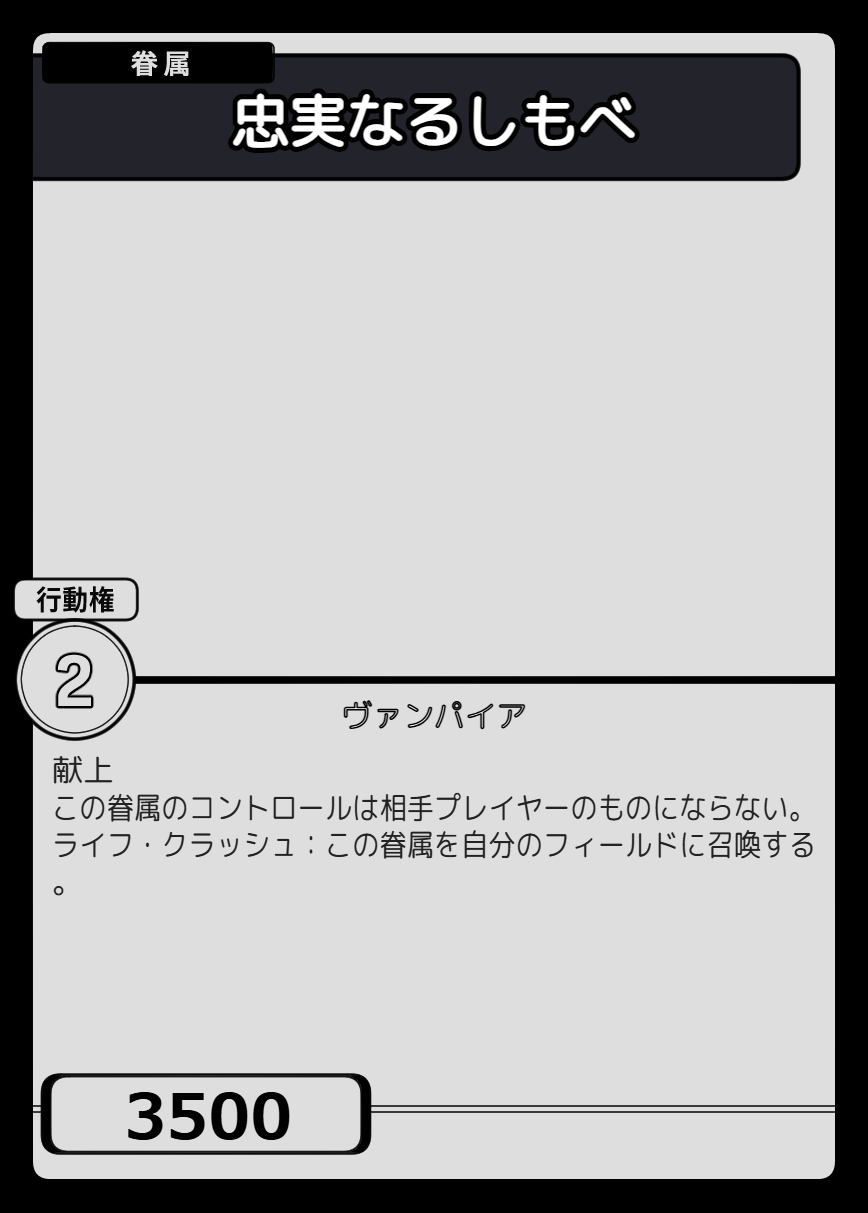 眷属
忠実なるしもべ
行動権
2
ヴァンパイア
献上
この眷属のコントロールは相手プレイヤーのものにならない。
ライフ・クラッシュ：この眷属を自分のフィールドに召喚する
。
3500